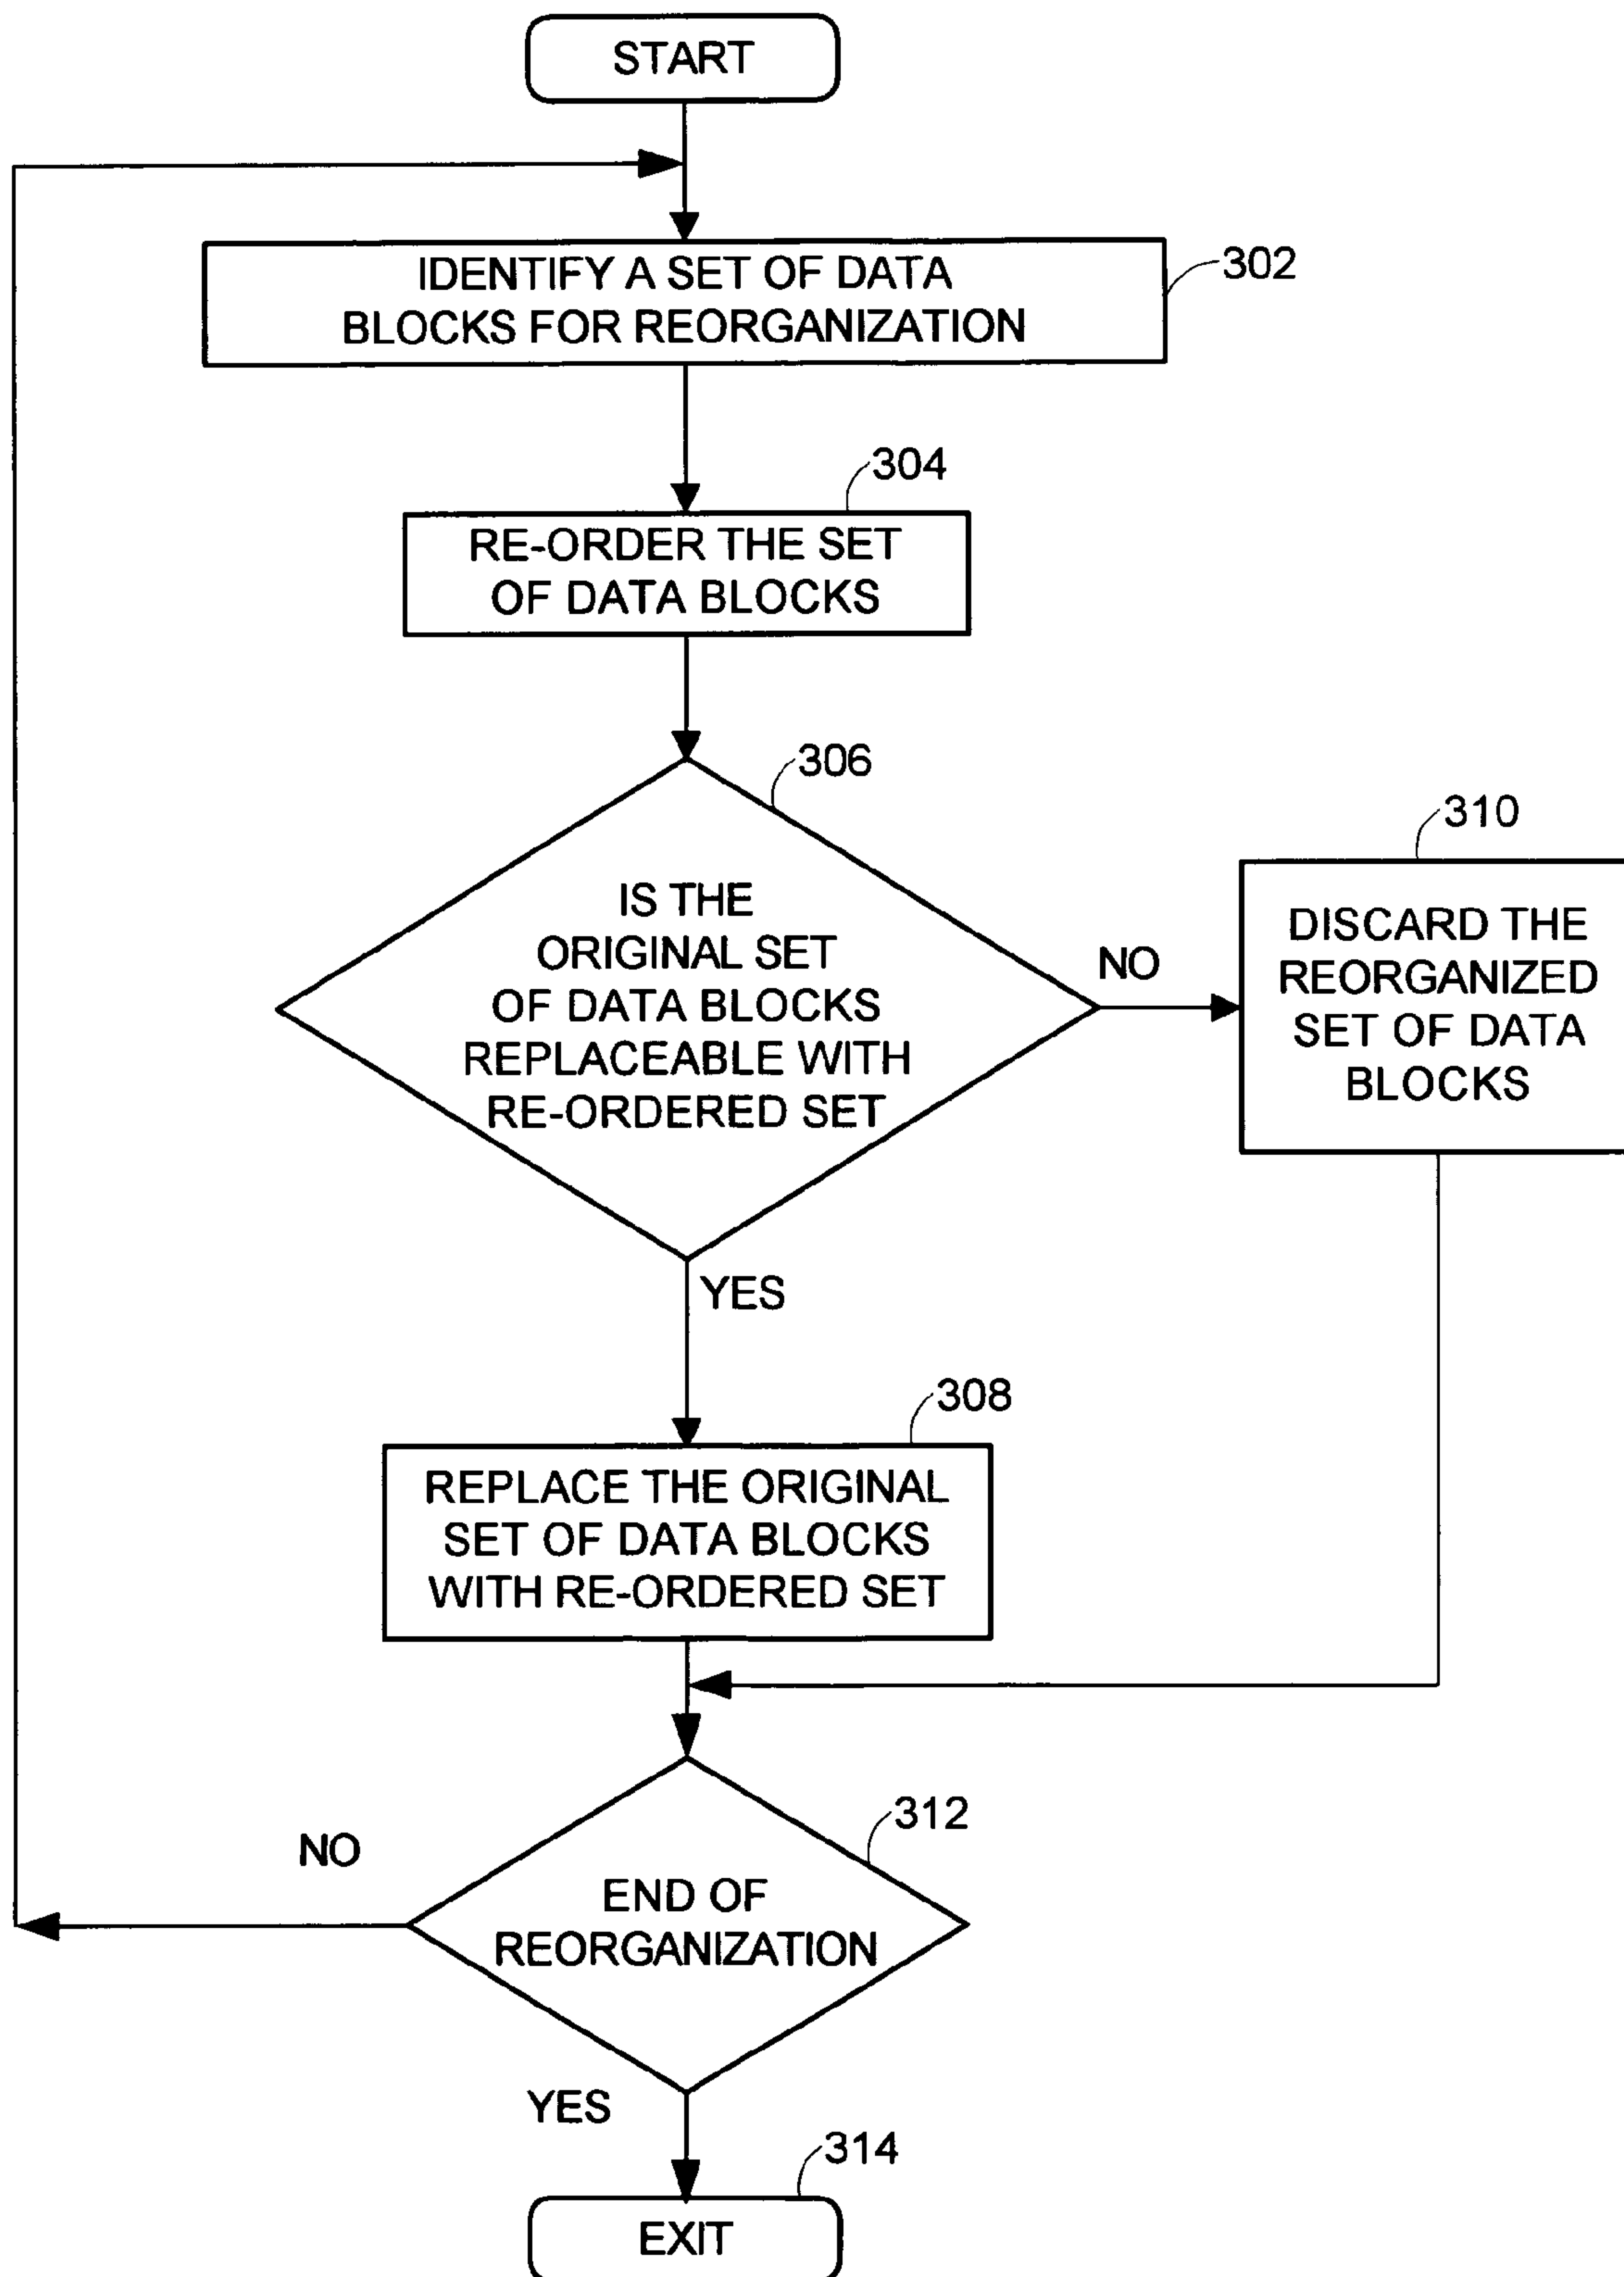 START
IDENTIFY A SET OF DATA
BLOCKS FOR REORGANIZATION
302
304
RE-ORDER THE SET
OF DATA BLOCKS
306
IS THE
ORIGINAL SET
OF DATA BLOCKS
REPLACEABLE WITH
RE-ORDERED SET
NO
310
DISCARD THE
REORGANIZED
SET OF DATA
BLOCKS
YES
308
REPLACE THE ORIGINAL
SET OF DATA BLOCKS
WITH RE-ORDERED SET
312
NO
END OF
REORGANIZATION
YES
314
EXIT